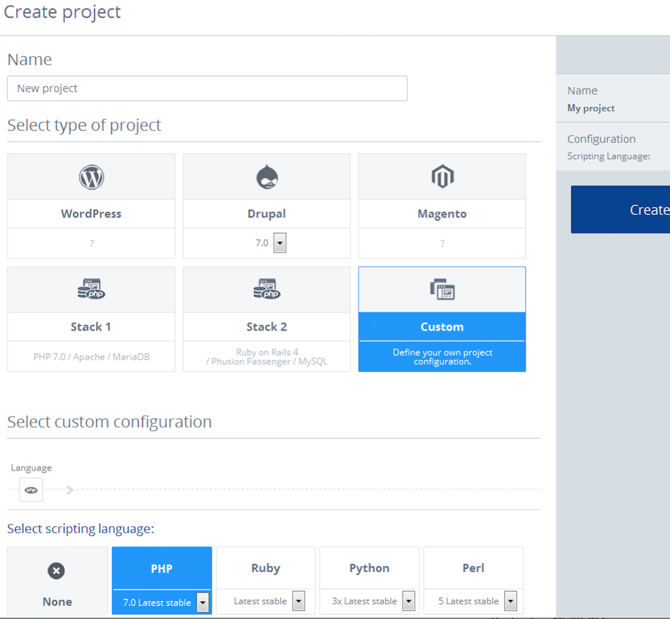 Create project
Name
New project
Select type of project
WordPress
?
Drupal
7.0
Magento
?
php
Stack 1
PHP 7.0 / Apache / MariaDB
php
Stack 2
Ruby on Rails 4
/ Phusion Passenger / MySQL
Custom
Define your own project
configuration.
Select custom configuration
Language
php
Select scripting language:
None
PHP
7.0 Latest stable
Ruby
Latest stable
Python
3x Latest stable
Perl
5 Latest stable
Name
My project
Configuration
Scripting Language:
Create